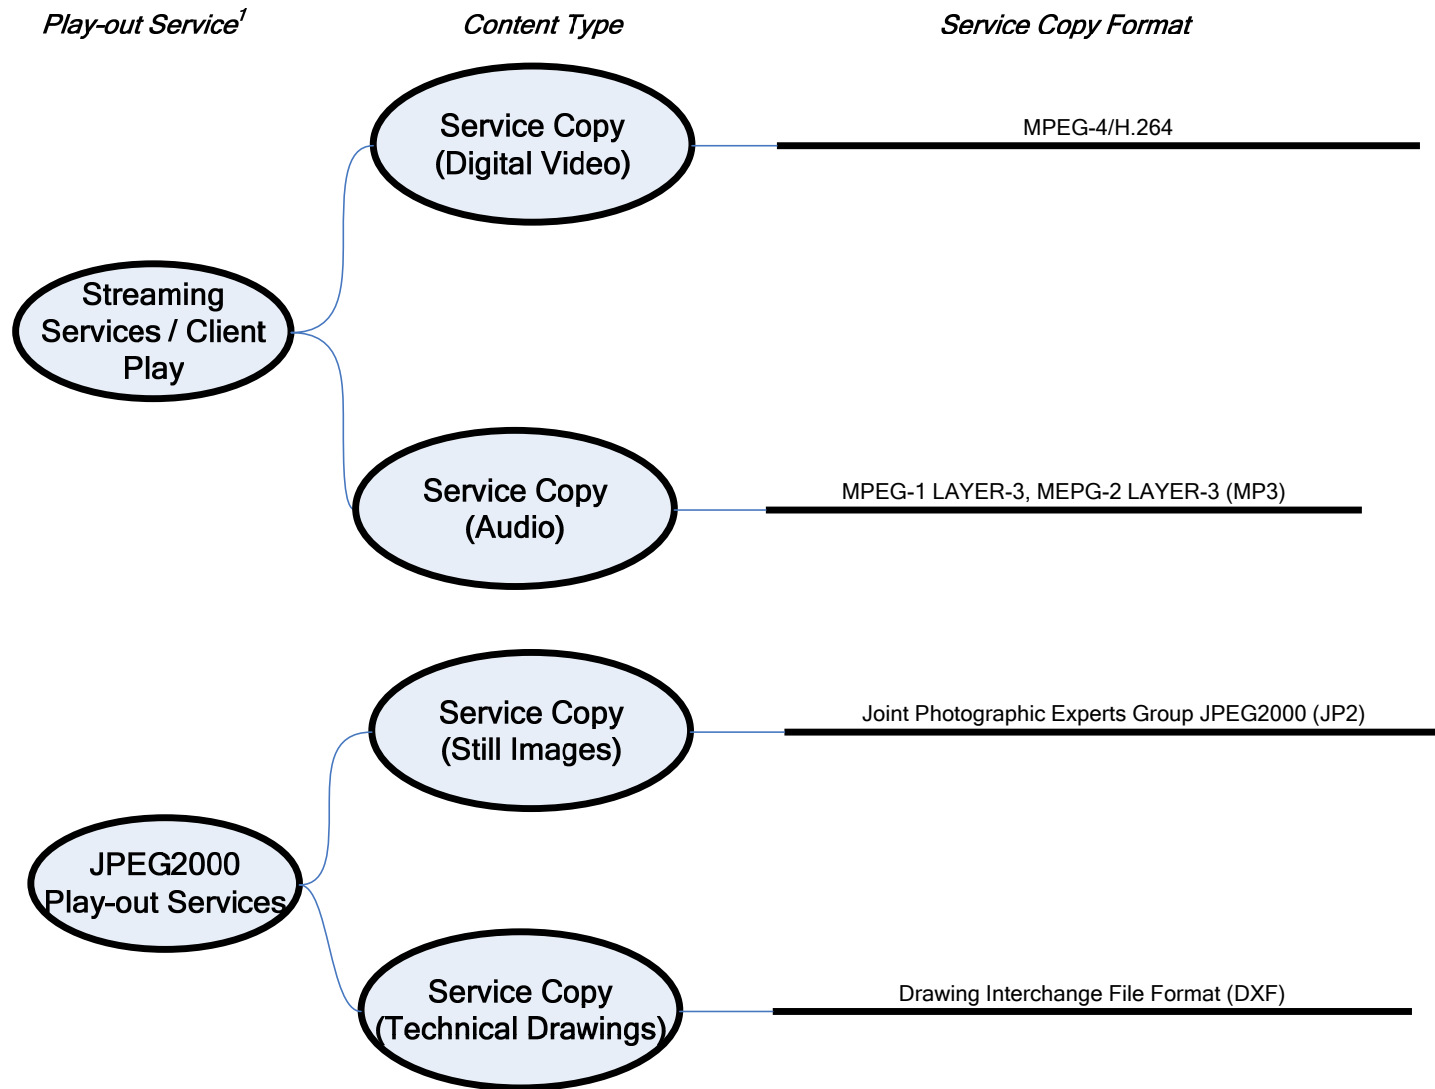 Play-out Service1
Content Type
Service Copy Format
Service Copy
(Digital Video)
MPEG-4/H.264
Streaming
Services / Client
Play
Service Copy
(Audio)
MPEG-1 LAYER-3, MEPG-2 LAYER-3 (MP3)
Service Copy
(Still Images)
Joint Photographic Experts Group JPEG2000 (JP2)
JPEG2000
Play-out Services
Service Copy
(Technical Drawings)
Drawing Interchange File Format (DXF)